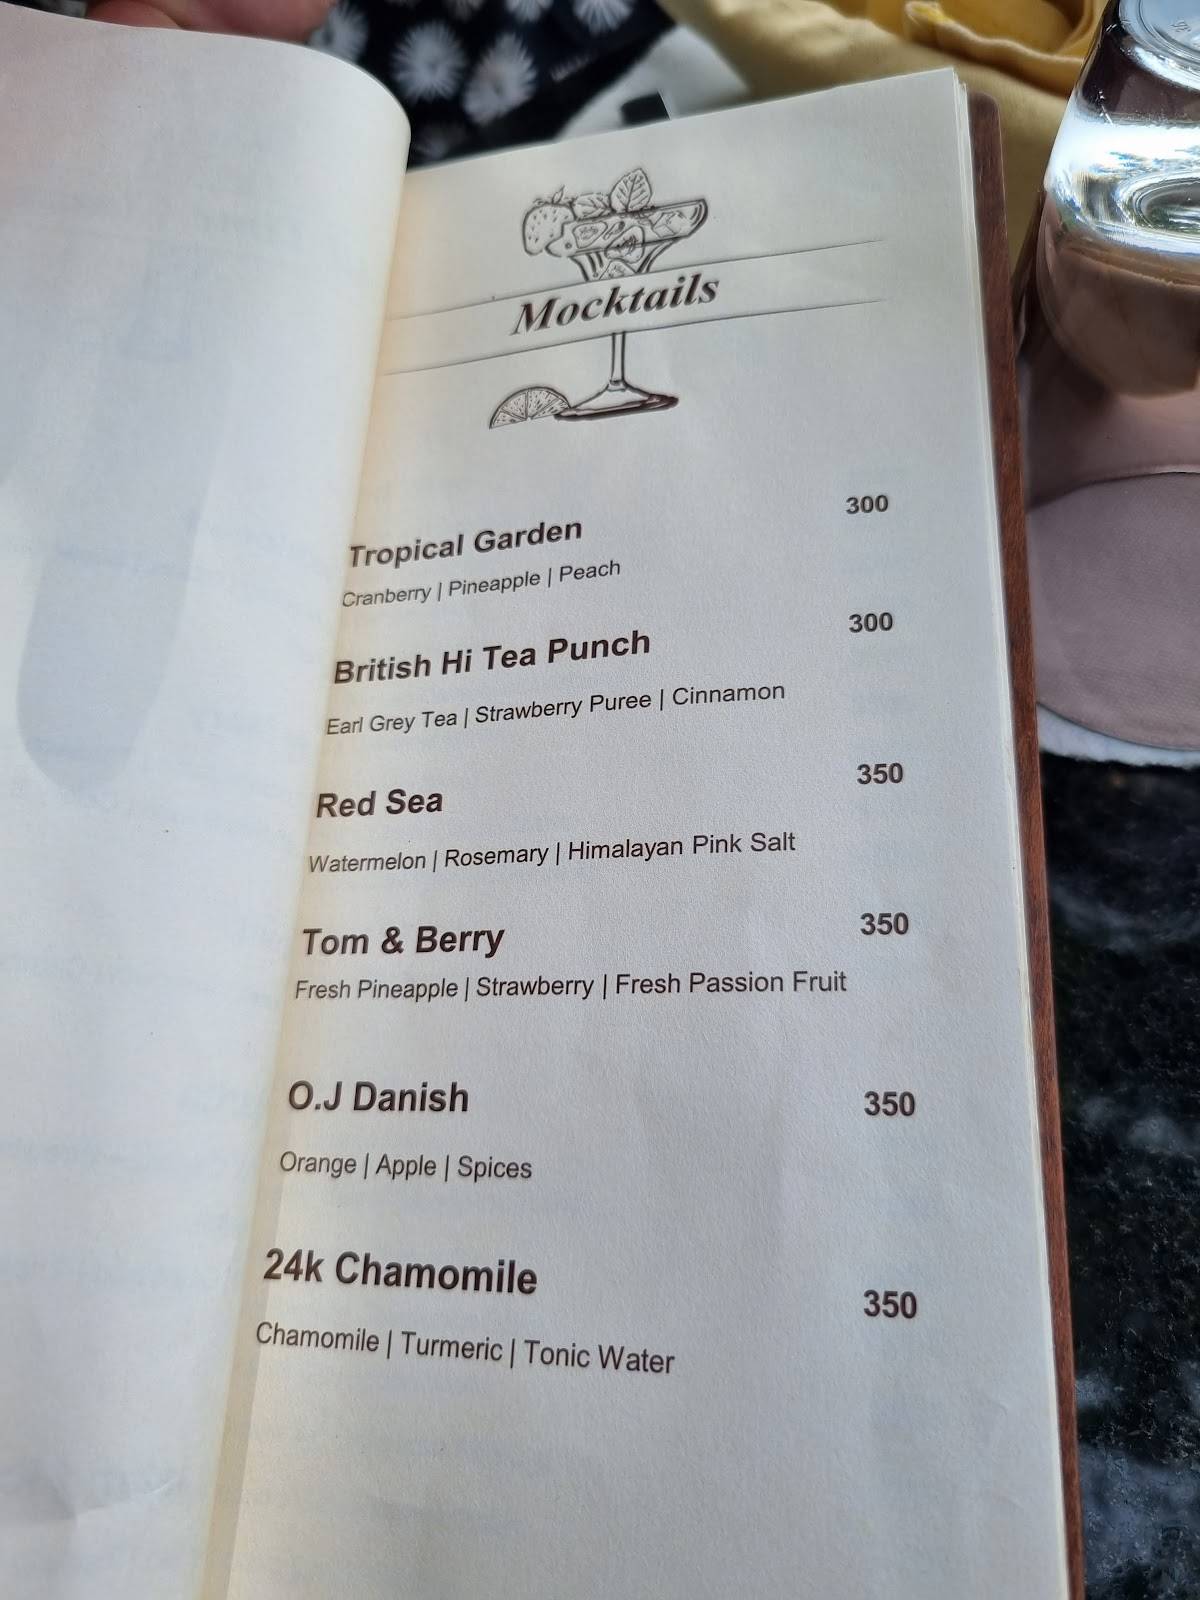 Mocktails
Tropical Garden 300
Cranberry | Pineapple | Peach
British Hi Tea Punch 300
Earl Grey Tea | Strawberry Puree | Cinnamon
Red Sea 350
Watermelon | Rosemary | Himalayan Pink Salt
Tom & Berry 350
Fresh Pineapple | Strawberry | Fresh Passion Fruit
O.J Danish 350
Orange | Apple | Spices
24k Chamomile 350
Chamomile | Turmeric | Tonic Water